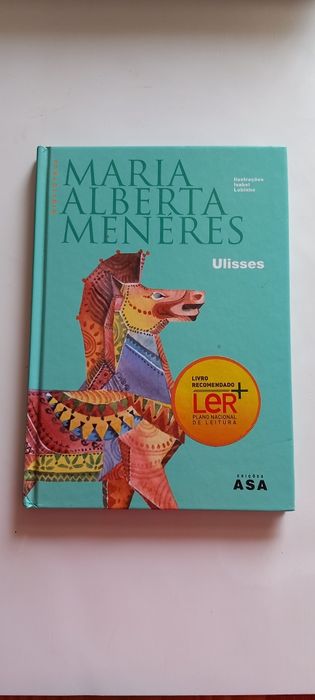 MARIA
ALBERTA
MENÉRES
Ilustrações
Isabel
Lobinho
Ulisses
LIVRO
RECOMENDADO
LeR+
PLANO NACIONAL
DE LEITURA
EDIÇÕES
ASA